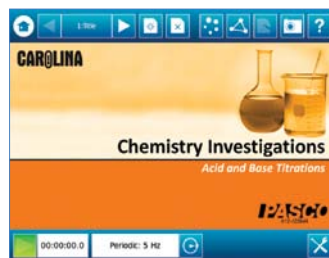 1:Title
?
CAROLINA
Chemistry Investigations
Acid and Base Titrations
PASCO
00:00:00.0
Periodic: 5 Hz